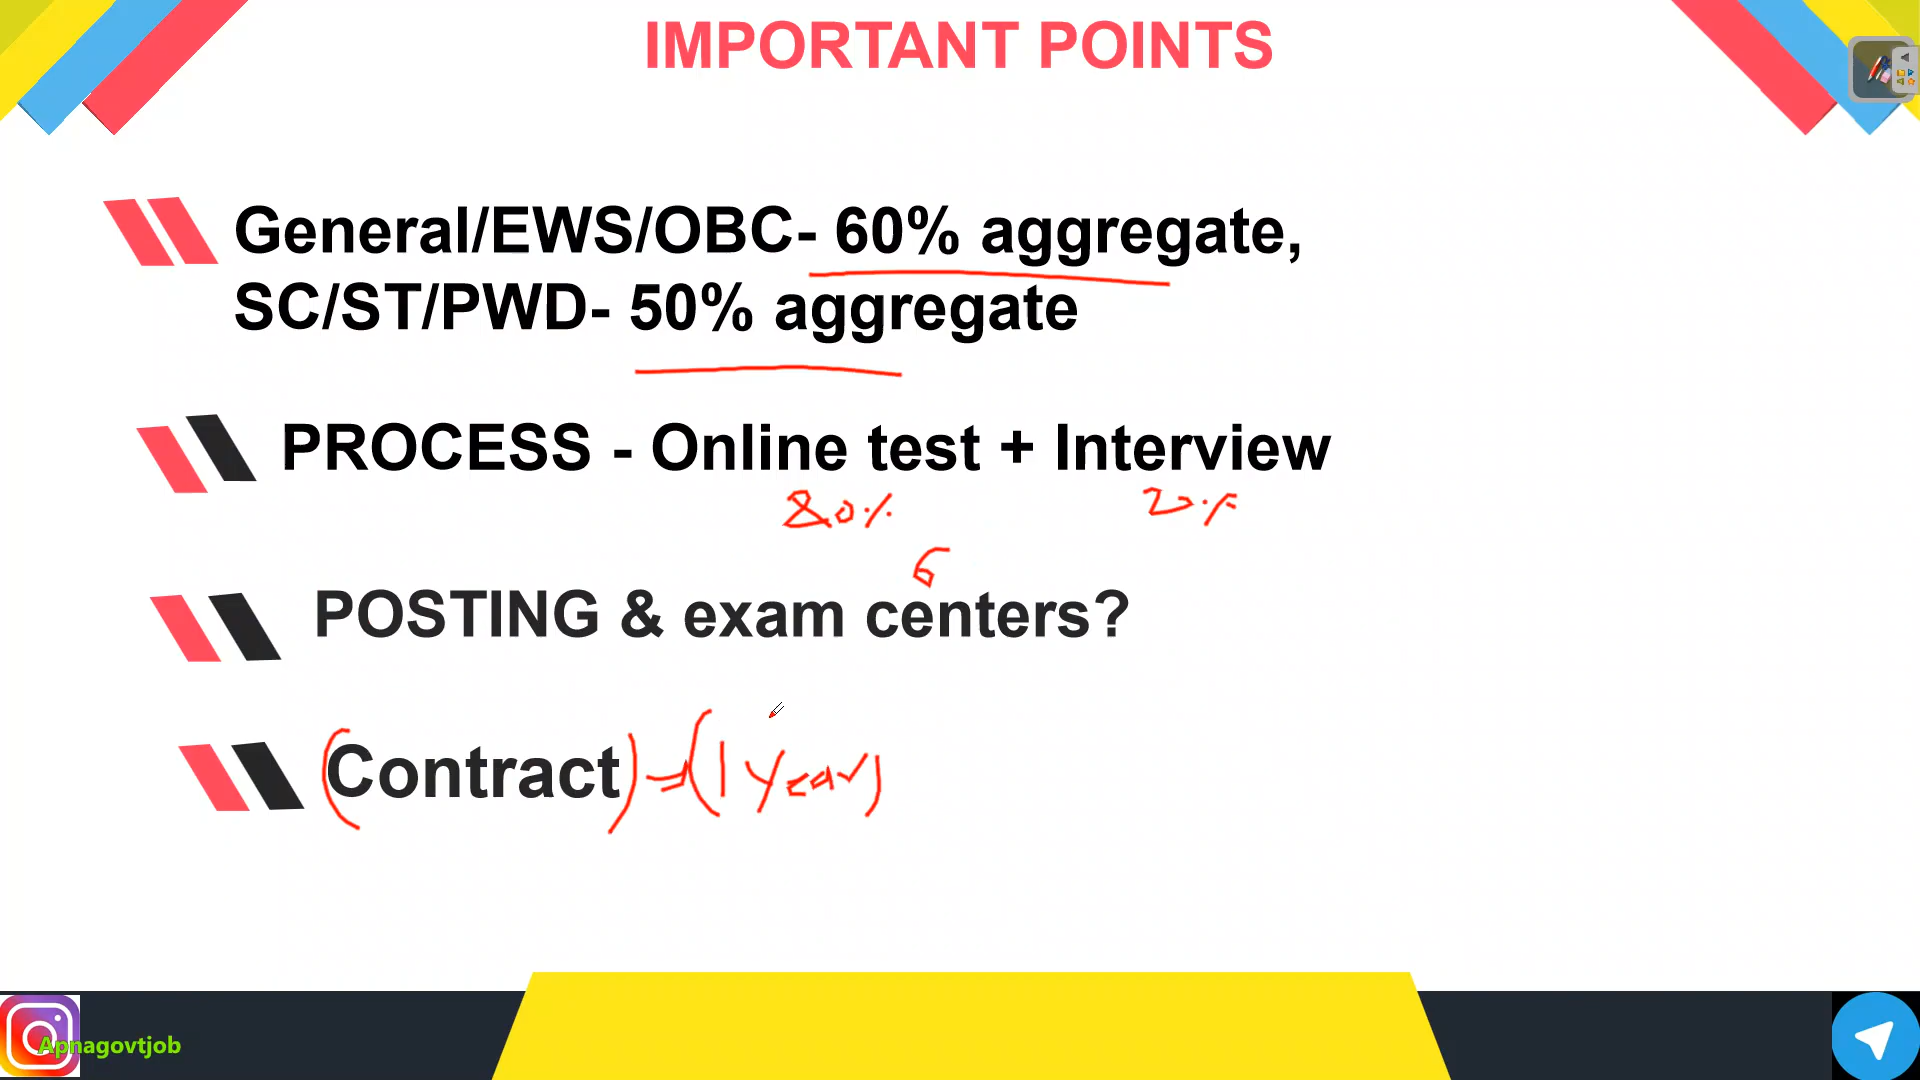 IMPORTANT POINTS
General/EWS/OBC- 60% aggregate,
SC/ST/PWD- 50% aggregate
PROCESS - Online test + Interview
80% 20%
6
POSTING & exam centers?
(Contract) → (1 Year)
Apnagovtjob